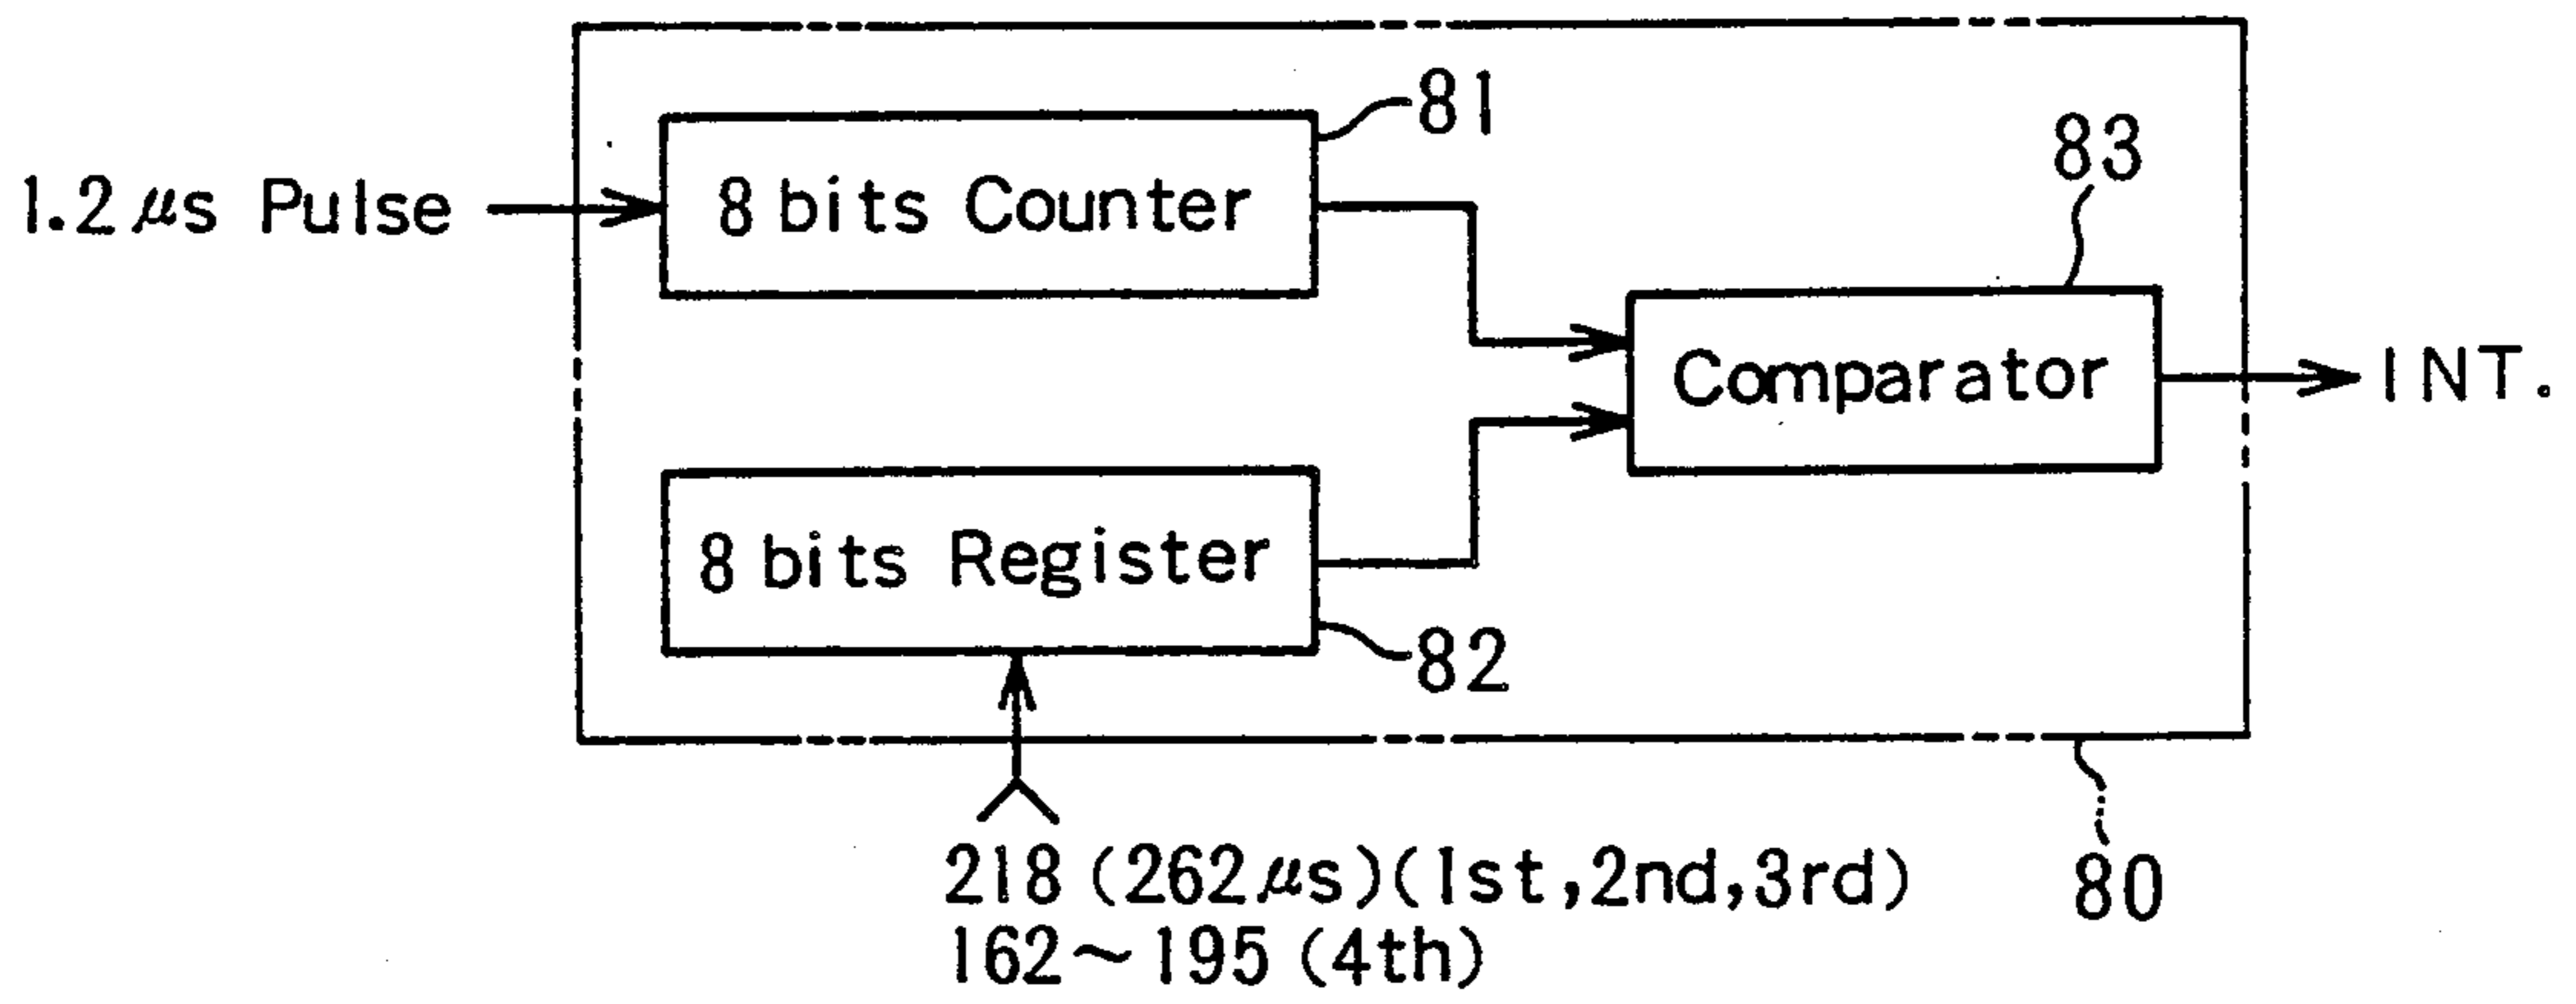 81
83
1.2 μs Pulse
8 bits Counter
Comparator
INT.
8 bits Register
82
218 (262 μs) (1st, 2nd, 3rd)
80
162~195 (4th)